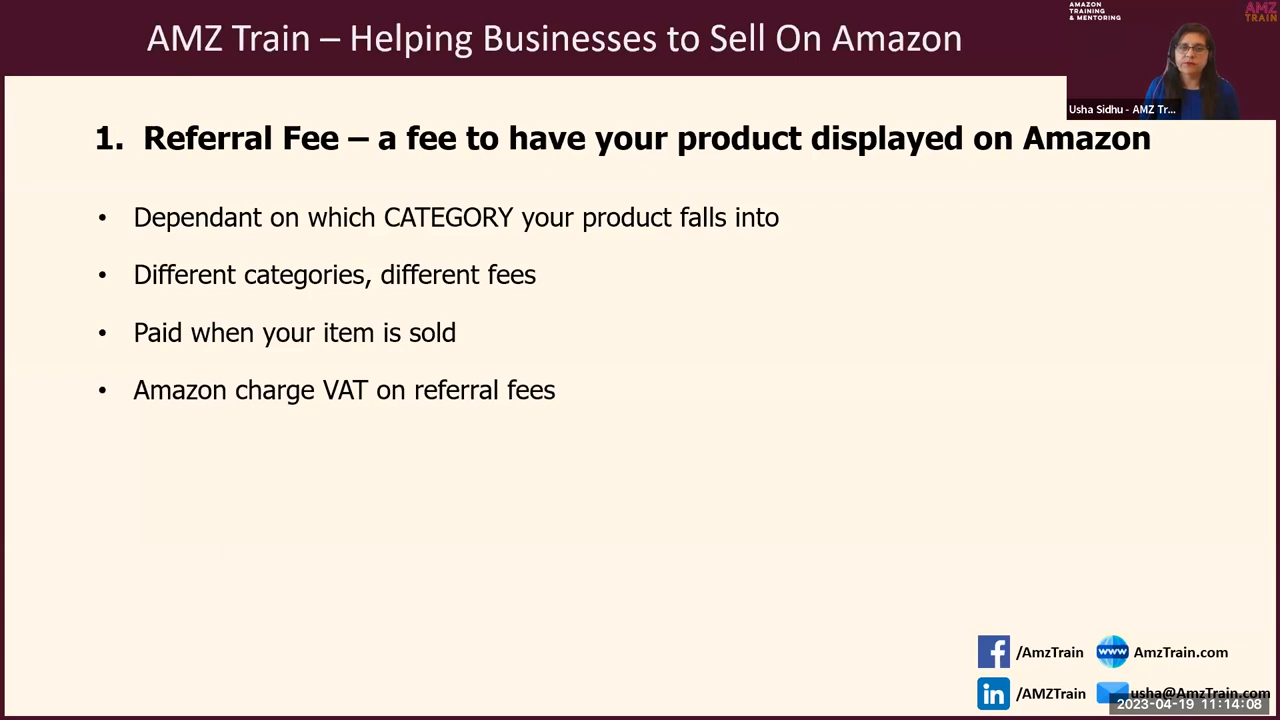 AMZ Train – Helping Businesses to Sell On Amazon
AMAZON
TRAINING
& MENTORING
AMZ
TRAIN
Usha Sidhu - AMZ Tr...
1. Referral Fee – a fee to have your product displayed on Amazon
• Dependant on which CATEGORY your product falls into
• Different categories, different fees
• Paid when your item is sold
• Amazon charge VAT on referral fees
f /AmzTrain
www AmzTrain.com
in /AMZTrain
usha@AmzTrain.com
2023-04-19 11:14:08